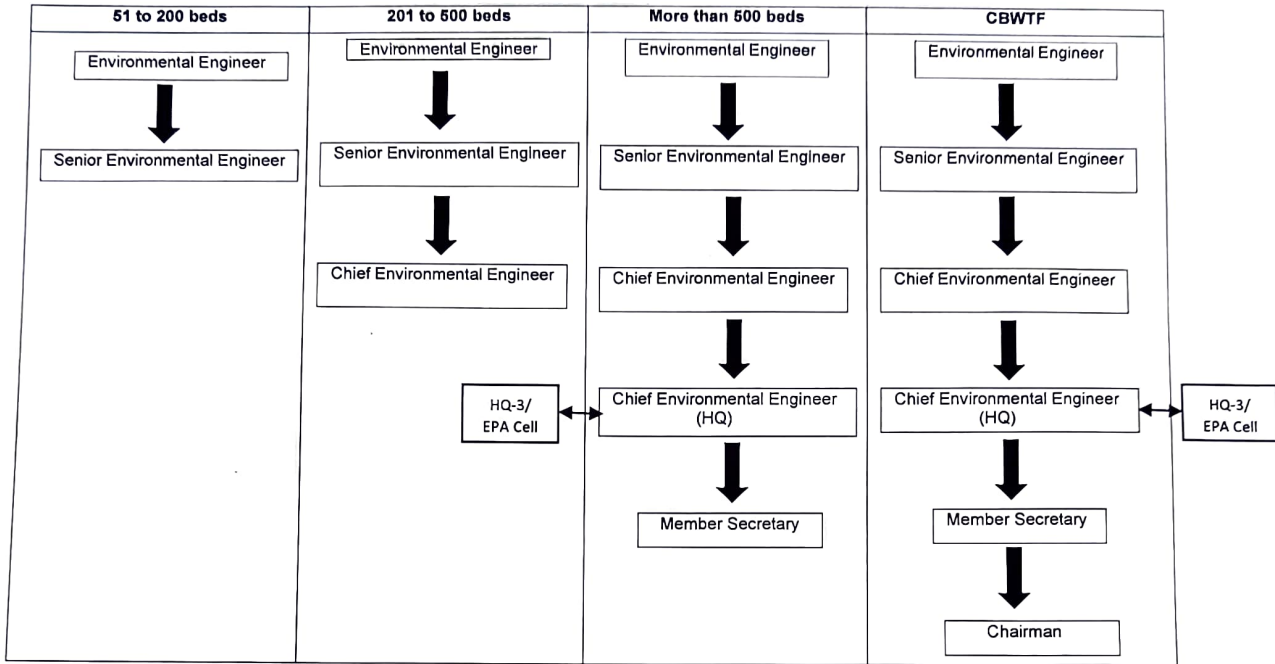 51 to 200 beds
201 to 500 beds
More than 500 beds
CBWTF
Environmental Engineer
Senior Environmental Engineer
Environmental Engineer
Senior Environmental Engineer
Chief Environmental Engineer
Environmental Engineer
Senior Environmental Engineer
Chief Environmental Engineer
HQ-3/
EPA Cell
Chief Environmental Engineer
(HQ)
Member Secretary
Environmental Engineer
Senior Environmental Engineer
Chief Environmental Engineer
Chief Environmental Engineer
(HQ)
HQ-3/
EPA Cell
Member Secretary
Chairman